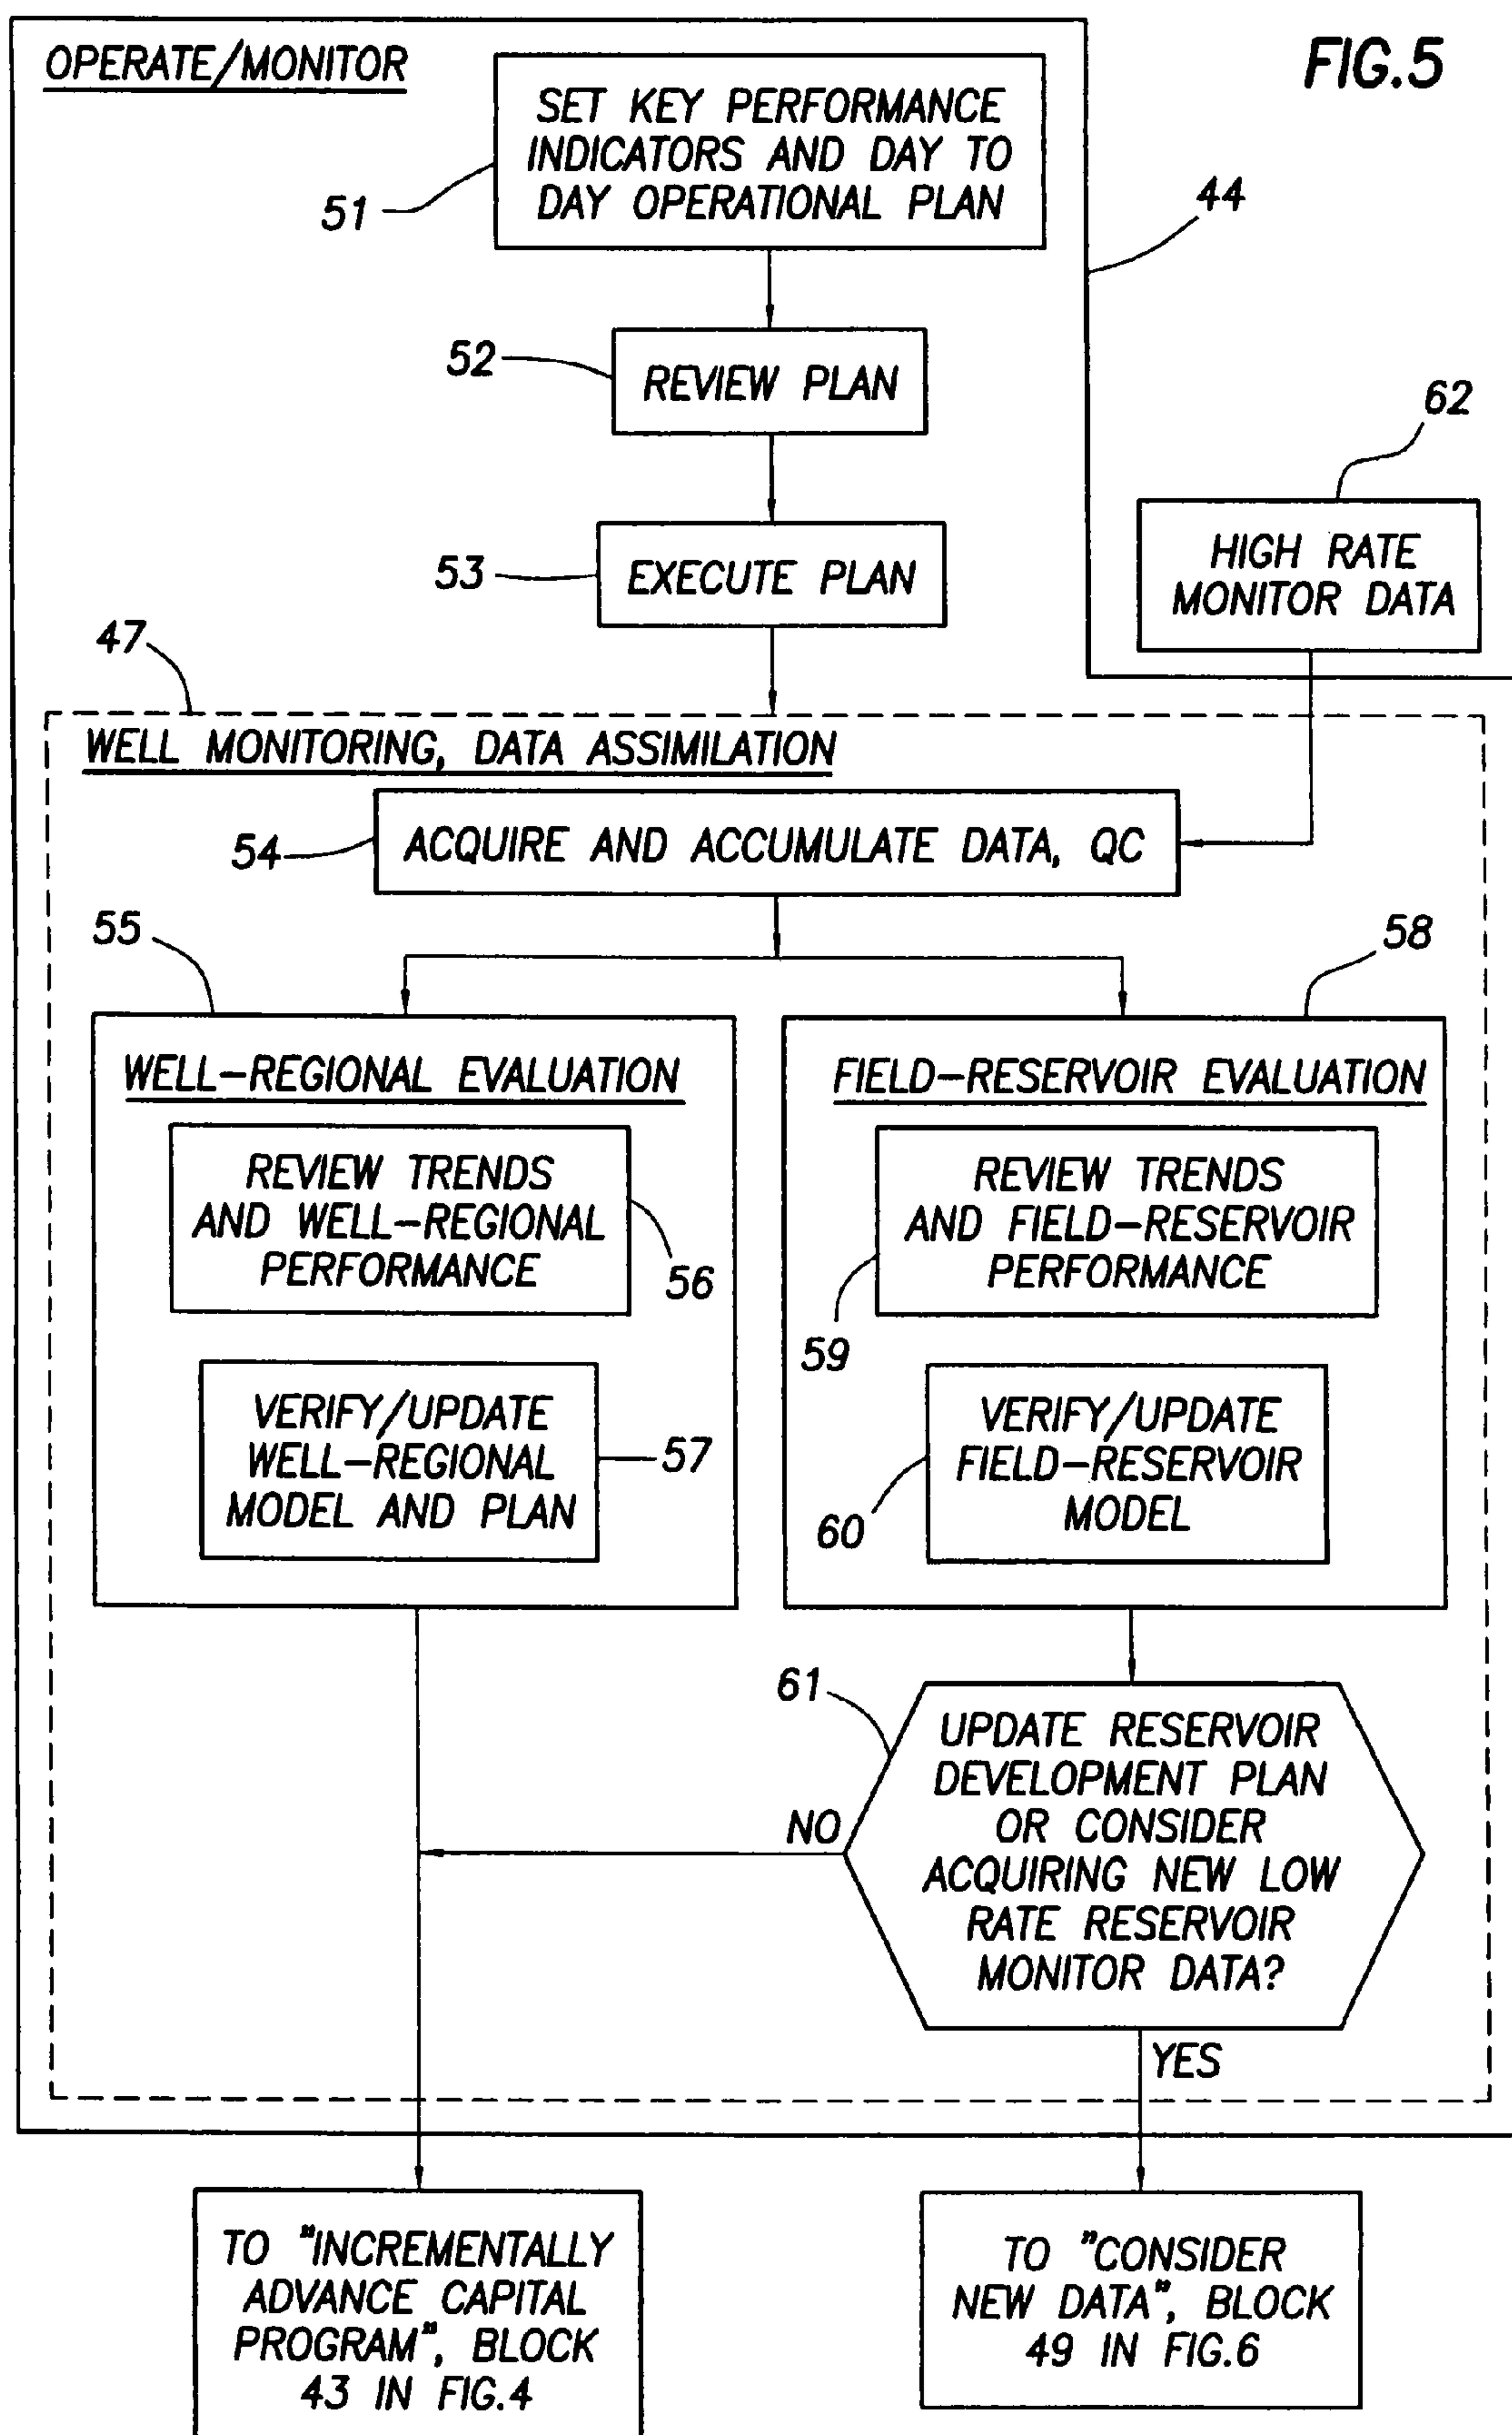 OPERATE/MONITOR
FIG.5
SET KEY PERFORMANCE
INDICATORS AND DAY TO
DAY OPERATIONAL PLAN
51
44
52
REVIEW PLAN
62
53
EXECUTE PLAN
HIGH RATE
MONITOR DATA
47
WELL MONITORING, DATA ASSIMILATION
54
ACQUIRE AND ACCUMULATE DATA, QC
55
58
WELL-REGIONAL EVALUATION
REVIEW TRENDS
AND WELL-REGIONAL
PERFORMANCE
56
VERIFY/UPDATE
WELL-REGIONAL
MODEL AND PLAN
57
FIELD-RESERVOIR EVALUATION
REVIEW TRENDS
AND FIELD-RESERVOIR
PERFORMANCE
59
VERIFY/UPDATE
FIELD-RESERVOIR
MODEL
60
61
UPDATE RESERVOIR
DEVELOPMENT PLAN
OR CONSIDER
ACQUIRING NEW LOW
RATE RESERVOIR
MONITOR DATA?
NO
YES
TO "INCREMENTALLY
ADVANCE CAPITAL
PROGRAM", BLOCK
43 IN FIG.4
TO "CONSIDER
NEW DATA", BLOCK
49 IN FIG.6